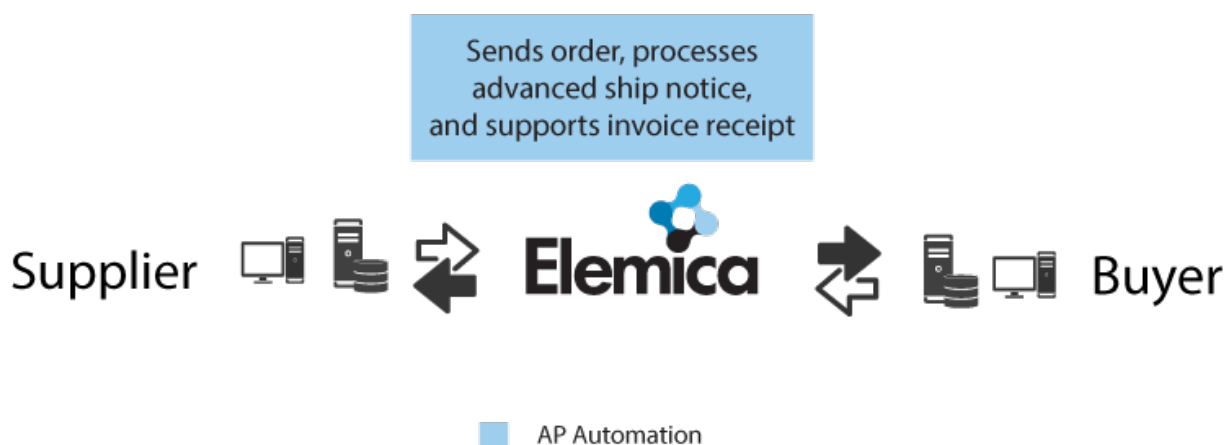 Sends order, processes
advanced ship notice,
and supports invoice receipt
Supplier
Elemica
Buyer
AP Automation